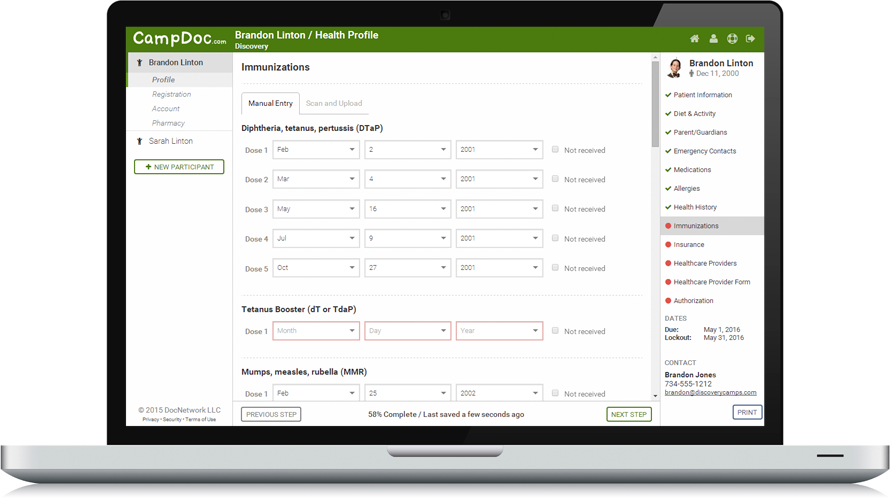 CampDoc.com
Brandon Linton / Health Profile
Discovery
Brandon Linton
Profile
Registration
Account
Pharmacy
Sarah Linton
+ NEW PARTICIPANT
© 2015 DocNetwork LLC
Privacy • Security • Terms of Use
Immunizations
Manual Entry Scan and Upload
Diphtheria, tetanus, pertussis (DTaP)
Dose 1 Feb 2 2001 Not received
Dose 2 Mar 4 2001 Not received
Dose 3 May 16 2001 Not received
Dose 4 Jul 9 2001 Not received
Dose 5 Oct 27 2001 Not received
Tetanus Booster (dT or TdaP)
Dose 1 Month Day Year Not received
Mumps, measles, rubella (MMR)
Dose 1 Feb 25 2002 Not received
PREVIOUS STEP 58% Complete / Last saved a few seconds ago NEXT STEP
Brandon Linton
Dec 11, 2000
Patient Information
Diet & Activity
Parent/Guardians
Emergency Contacts
Medications
Allergies
Health History
Immunizations
Insurance
Healthcare Providers
Healthcare Provider Form
Authorization
DATES
Due: May 1, 2016
Lockout: May 31, 2016
CONTACT
Brandon Jones
734-555-1212
brandon@discoverycamps.com
PRINT